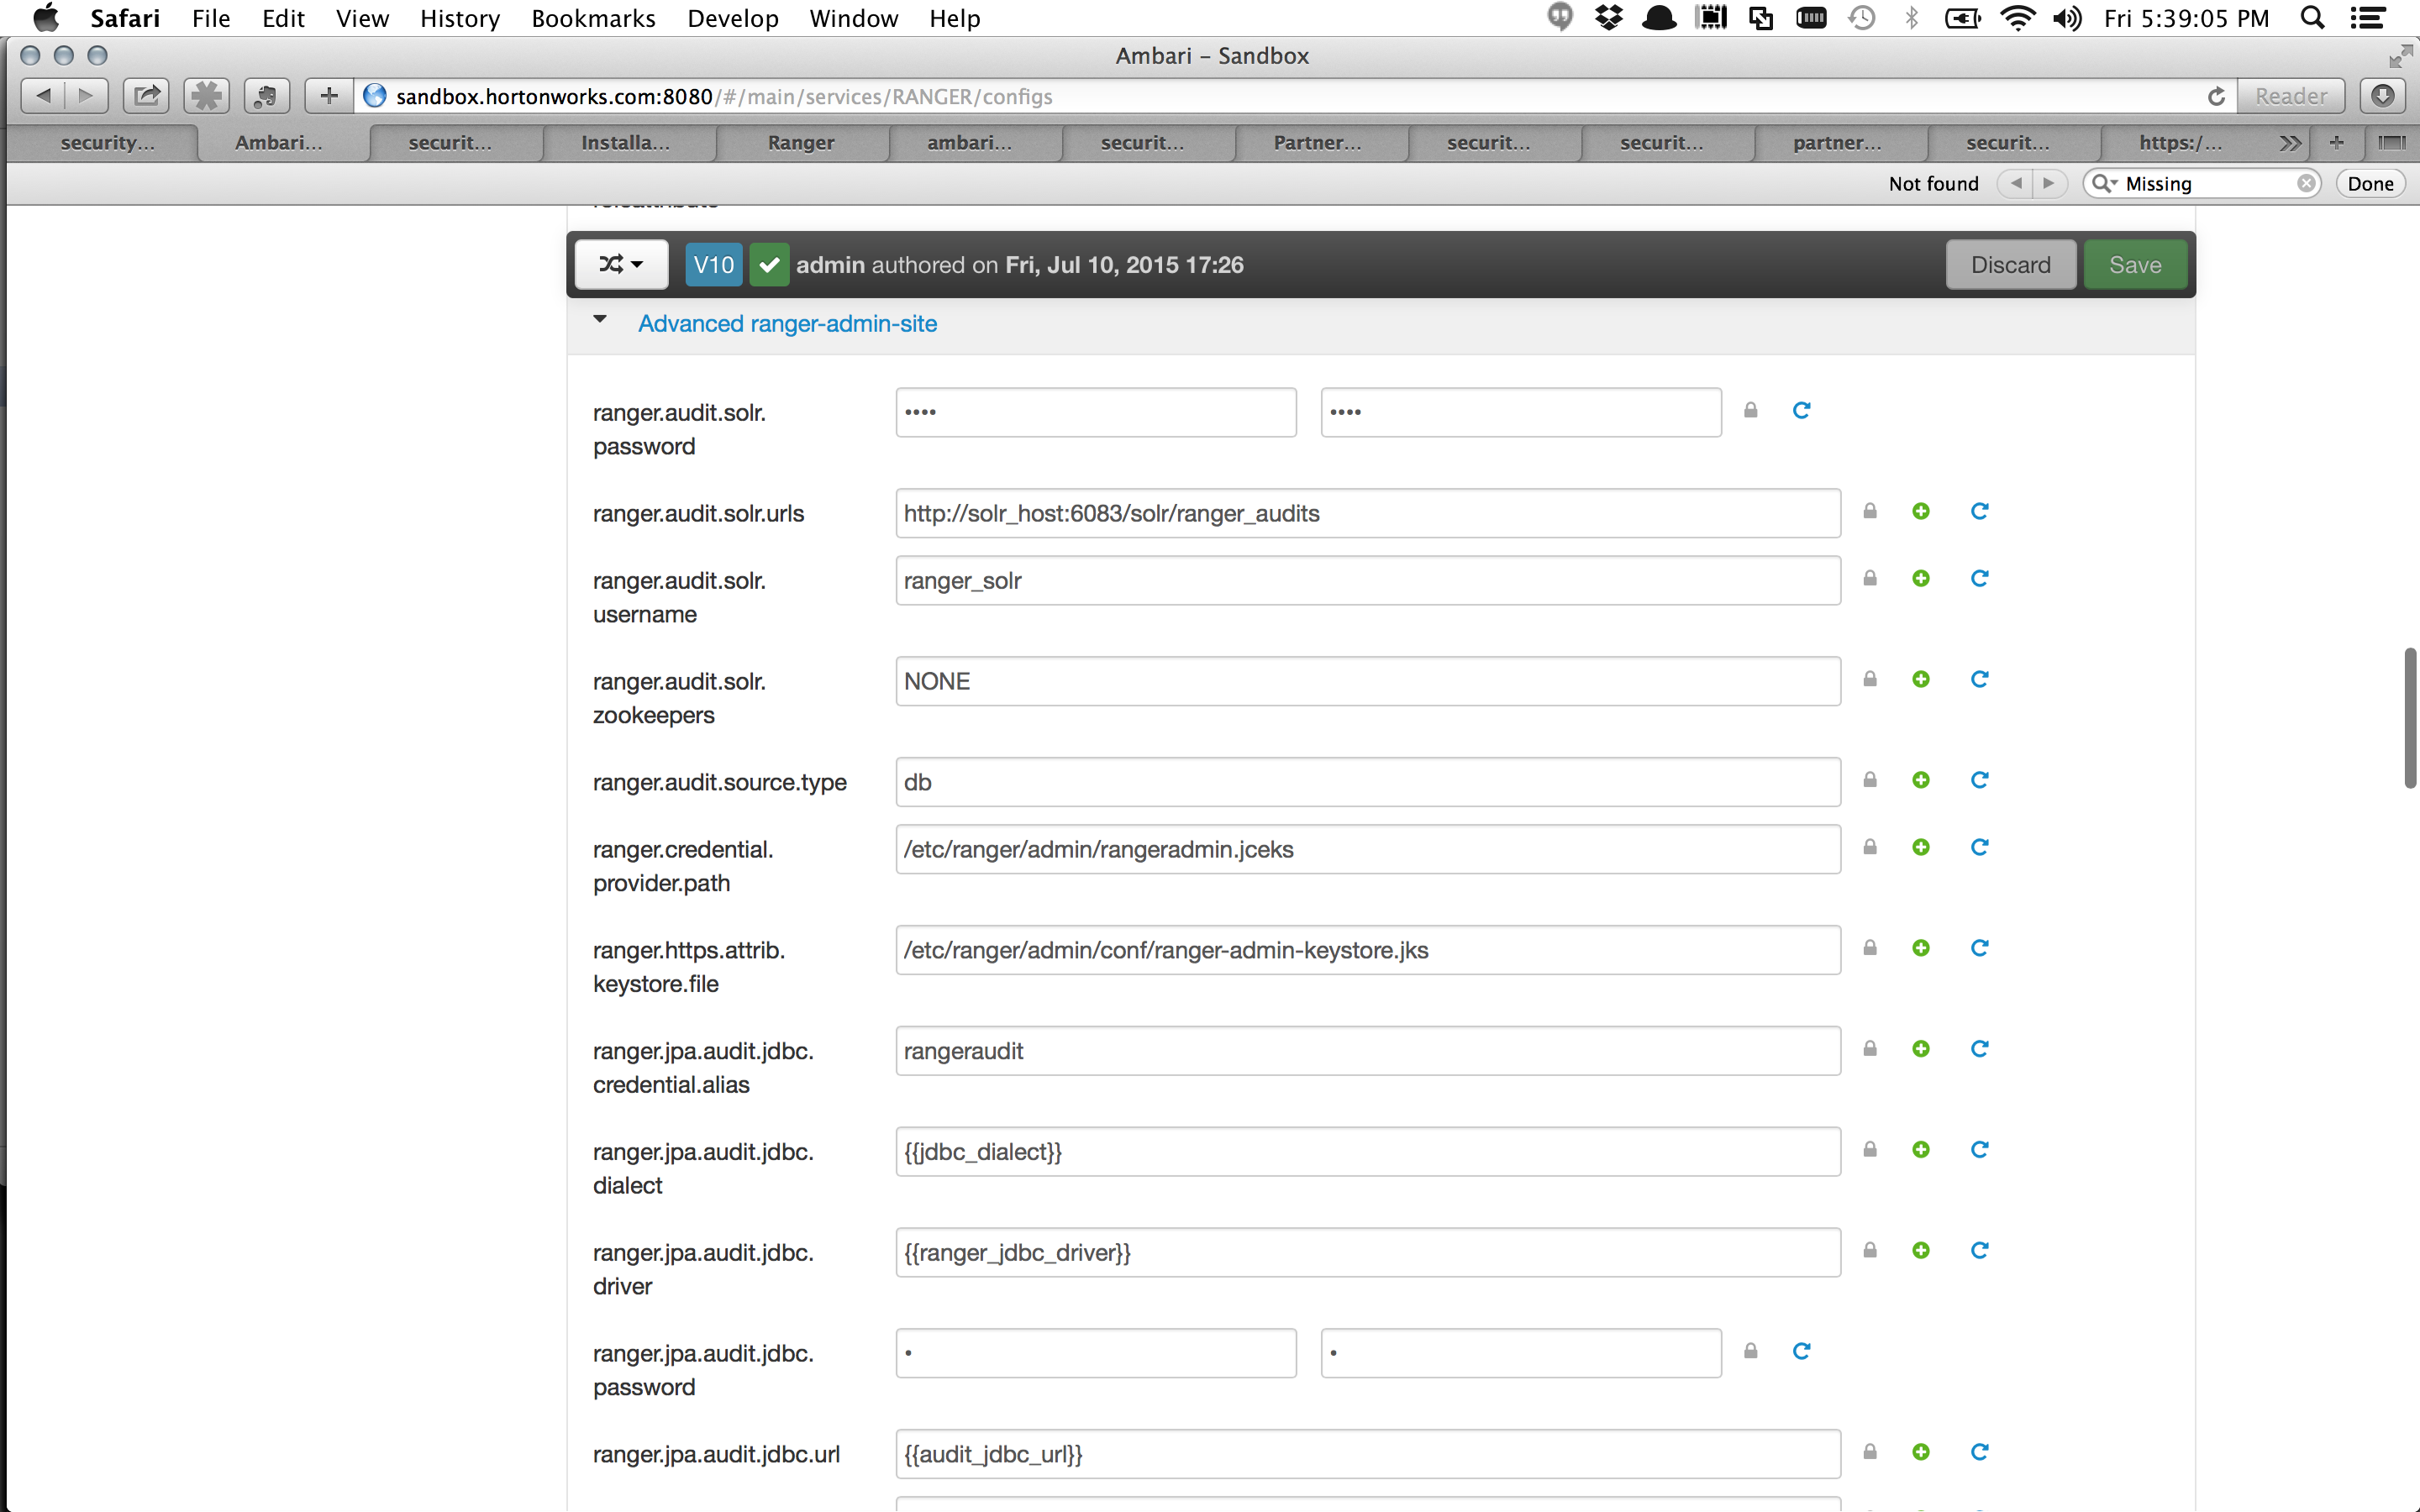 Safari File Edit View History Bookmarks Develop Window Help Fri 5:39:05 PM
Ambari – Sandbox
sandbox.hortonworks.com:8080/#/main/services/RANGER/configs Reader
security... Ambari... securit... Installa... Ranger ambari... securit... Partner... securit... securit... partner... securit... https:/...
Not found Missing Done
V10 admin authored on Fri, Jul 10, 2015 17:26 Discard Save
Advanced ranger-admin-site
ranger.audit.solr.
password
•••• ••••
ranger.audit.solr.urls http://solr_host:6083/solr/ranger_audits
ranger.audit.solr.
username
ranger_solr
ranger.audit.solr.
zookeepers
NONE
ranger.audit.source.type db
ranger.credential.
provider.path
/etc/ranger/admin/rangeradmin.jceks
ranger.https.attrib.
keystore.file
/etc/ranger/admin/conf/ranger-admin-keystore.jks
ranger.jpa.audit.jdbc.
credential.alias
rangeraudit
ranger.jpa.audit.jdbc.
dialect
{{jdbc_dialect}}
ranger.jpa.audit.jdbc.
driver
{{ranger_jdbc_driver}}
ranger.jpa.audit.jdbc.
password
• •
ranger.jpa.audit.jdbc.url {{audit_jdbc_url}}